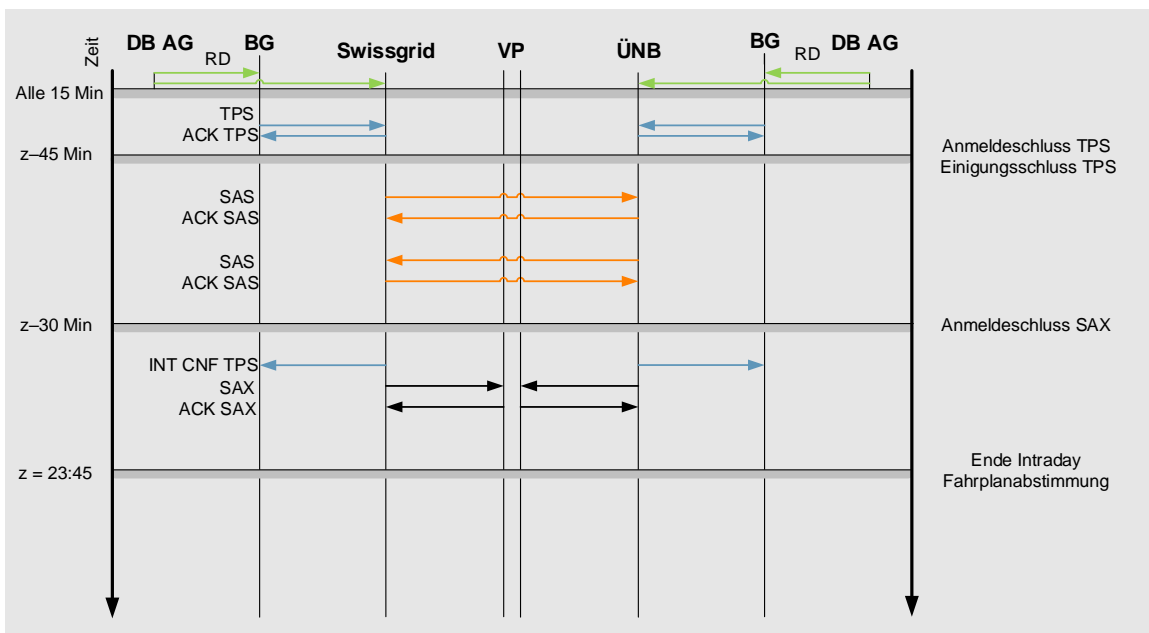 Zeit
DB AG BG Swissgrid VP ÜNB BG DB AG
RD RD
Alle 15 Min
TPS
ACK TPS
z–45 Min
Anmeldeschluss TPS
Einigungsschluss TPS
SAS
ACK SAS
SAS
ACK SAS
z–30 Min
Anmeldeschluss SAX
INT CNF TPS
SAX
ACK SAX
z = 23:45
Ende Intraday
Fahrplanabstimmung